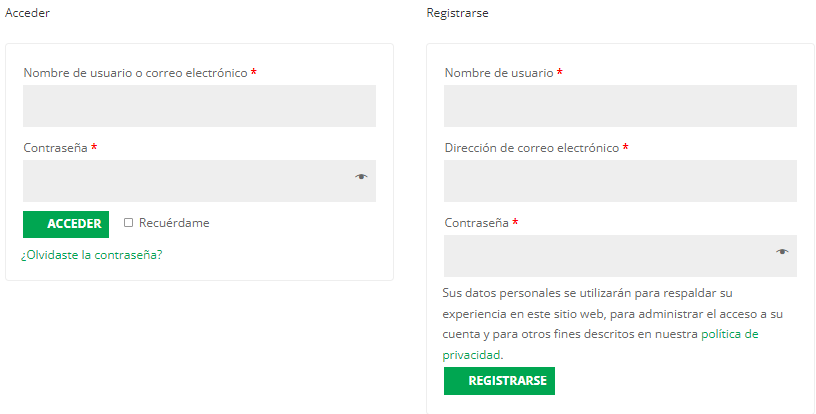 Acceder
Nombre de usuario o correo electrónico *
Contraseña *
ACCEDER
Recuérdame
¿Olvidaste la contraseña?
Registrarse
Nombre de usuario *
Dirección de correo electrónico *
Contraseña *
Sus datos personales se utilizarán para respaldar su
experiencia en este sitio web, para administrar el acceso a su
cuenta y para otros fines descritos en nuestra política de
privacidad.
REGISTRARSE